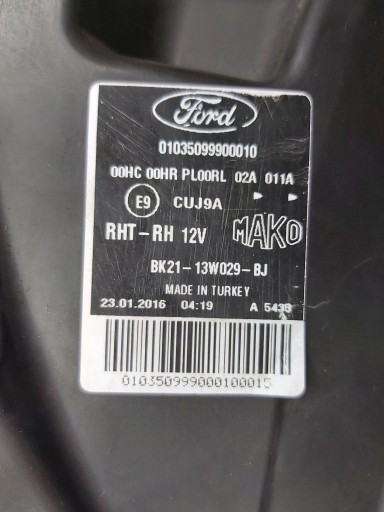 Ford
01035099900010
00HC 00HR PL00RL 02A 011A
E9 CUJ9A
RHT-RH 12V MAKO
BK21-13W029-BJ
MADE IN TURKEY
23.01.2016 04:19 A 5439
010350999000100015